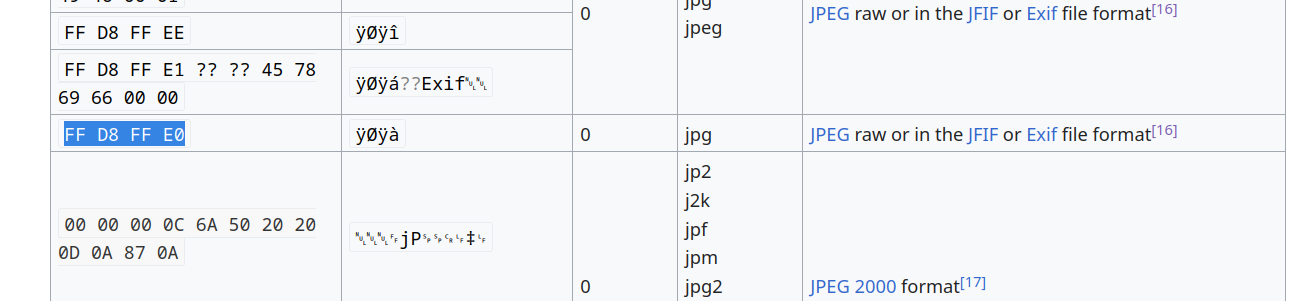 jpg
0
JPEG raw or in the JFIF or Exif file format[16]
FF D8 FF EE
ÿØÿî
jpeg
FF D8 FF E1 ?? ?? 45 78
69 66 00 00
ÿØÿá??Exif␀␀
FF D8 FF E0
ÿØÿà
0
jpg
JPEG raw or in the JFIF or Exif file format[16]
00 00 00 0C 6A 50 20 20
0D 0A 87 0A
␀␀␀␌jP␠␠␍␊‡␊
0
jp2
j2k
jpf
jpm
jpg2
JPEG 2000 format[17]